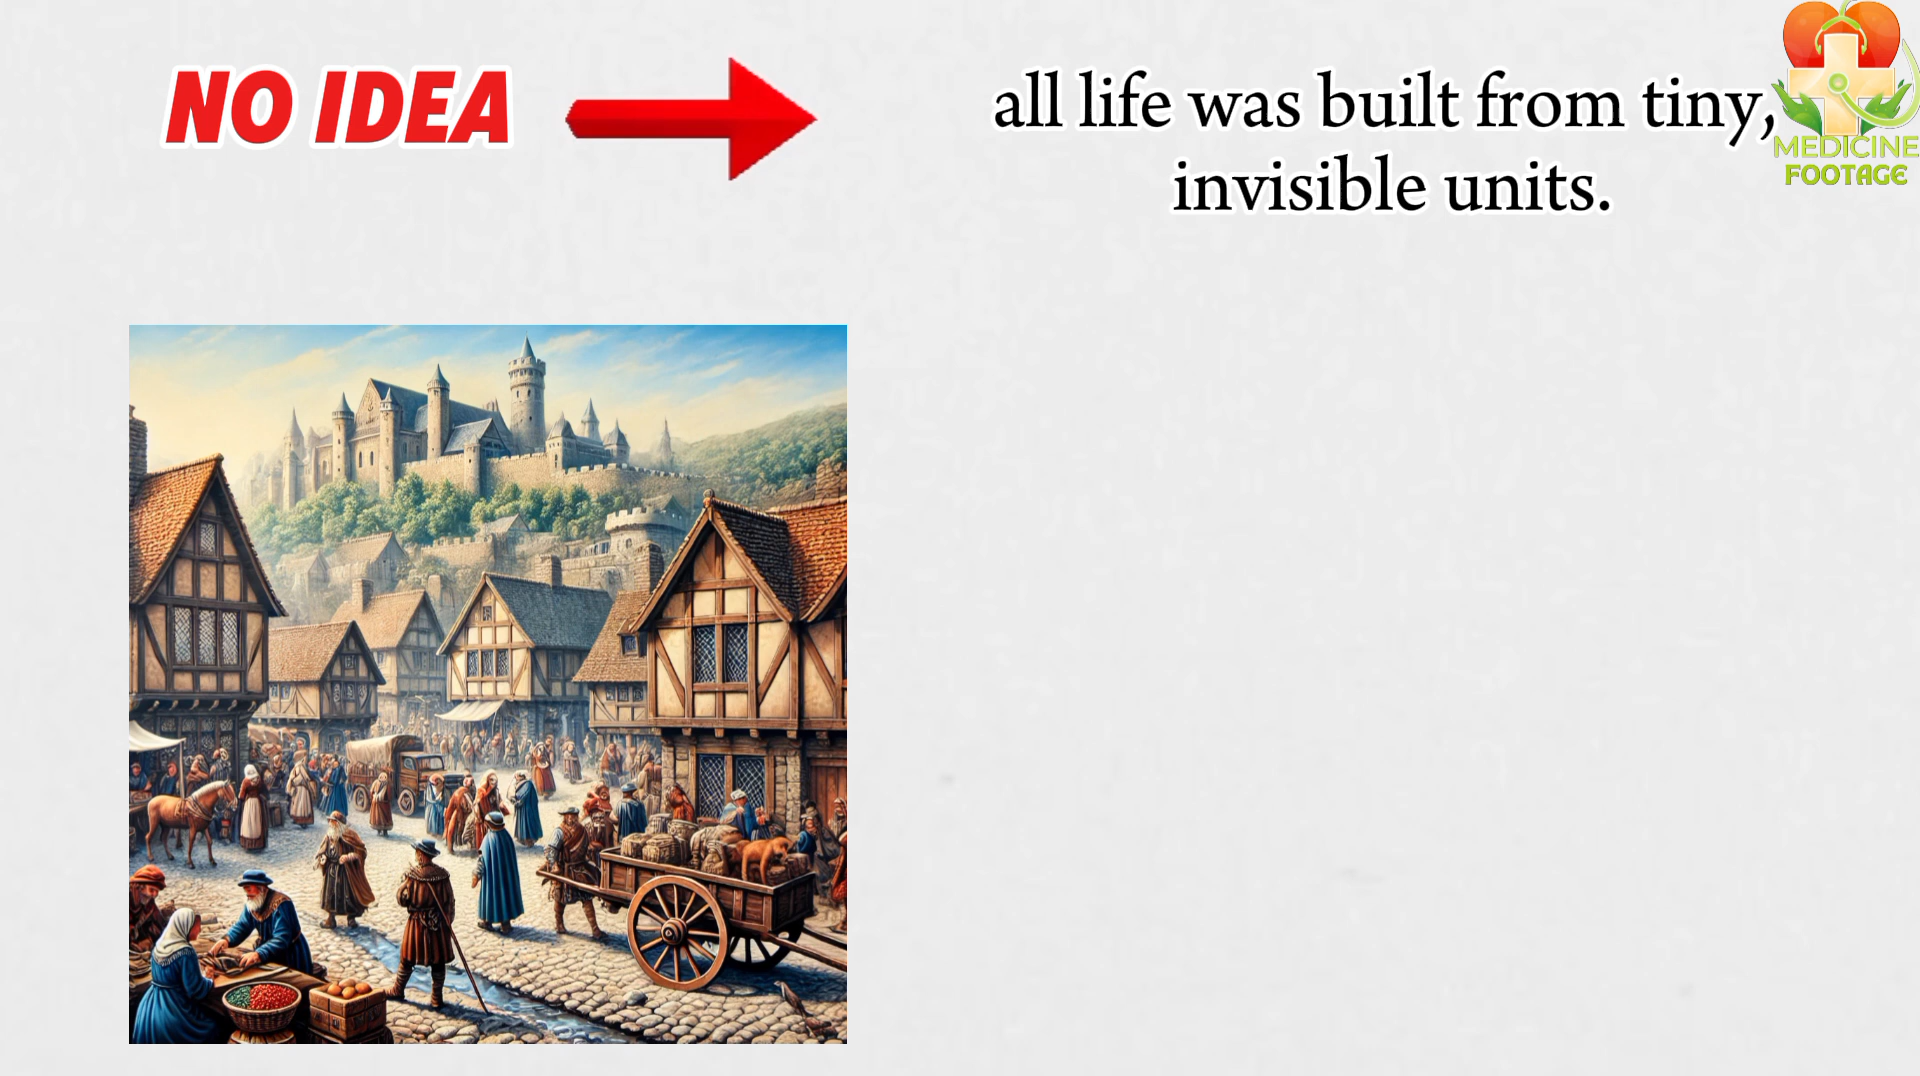 NO IDEA
all life was built from tiny,
invisible units.
MEDICINE
FOOTAGE